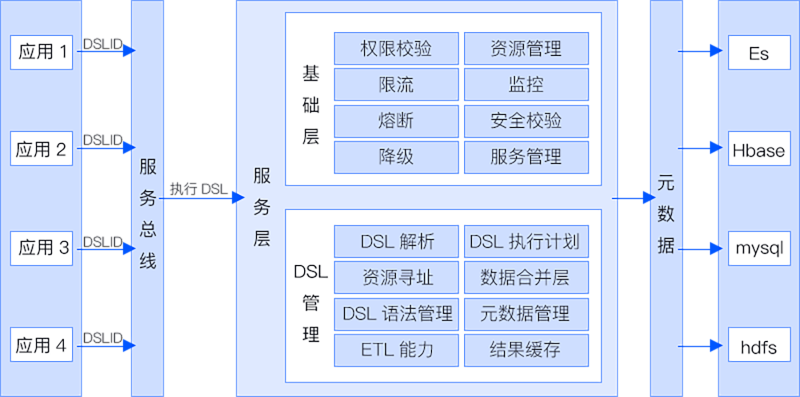 应用 1
DSLID
应用 2
DSLID
应用 3
DSLID
应用 4
DSLID
服务总线
执行 DSL
服务层
基础层
权限校验
资源管理
限流
监控
熔断
安全校验
降级
服务管理
DSL 管理
DSL 解析
DSL 执行计划
资源寻址
数据合并层
DSL 语法管理
元数据管理
ETL 能力
结果缓存
元数据
Es
Hbase
mysql
hdfs